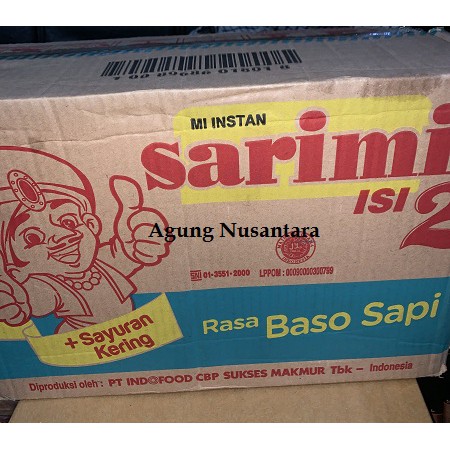 MI INSTAN
sarimi
ISI 2
Agung Nusantara
SNI 01-3551-2000 LPPOM : 00090000300799
Rasa Baso Sapi
+ Sayuran
Kering
Diproduksi oleh : PT INDOFOOD CBP SUKSES MAKMUR Tbk – Indonesia